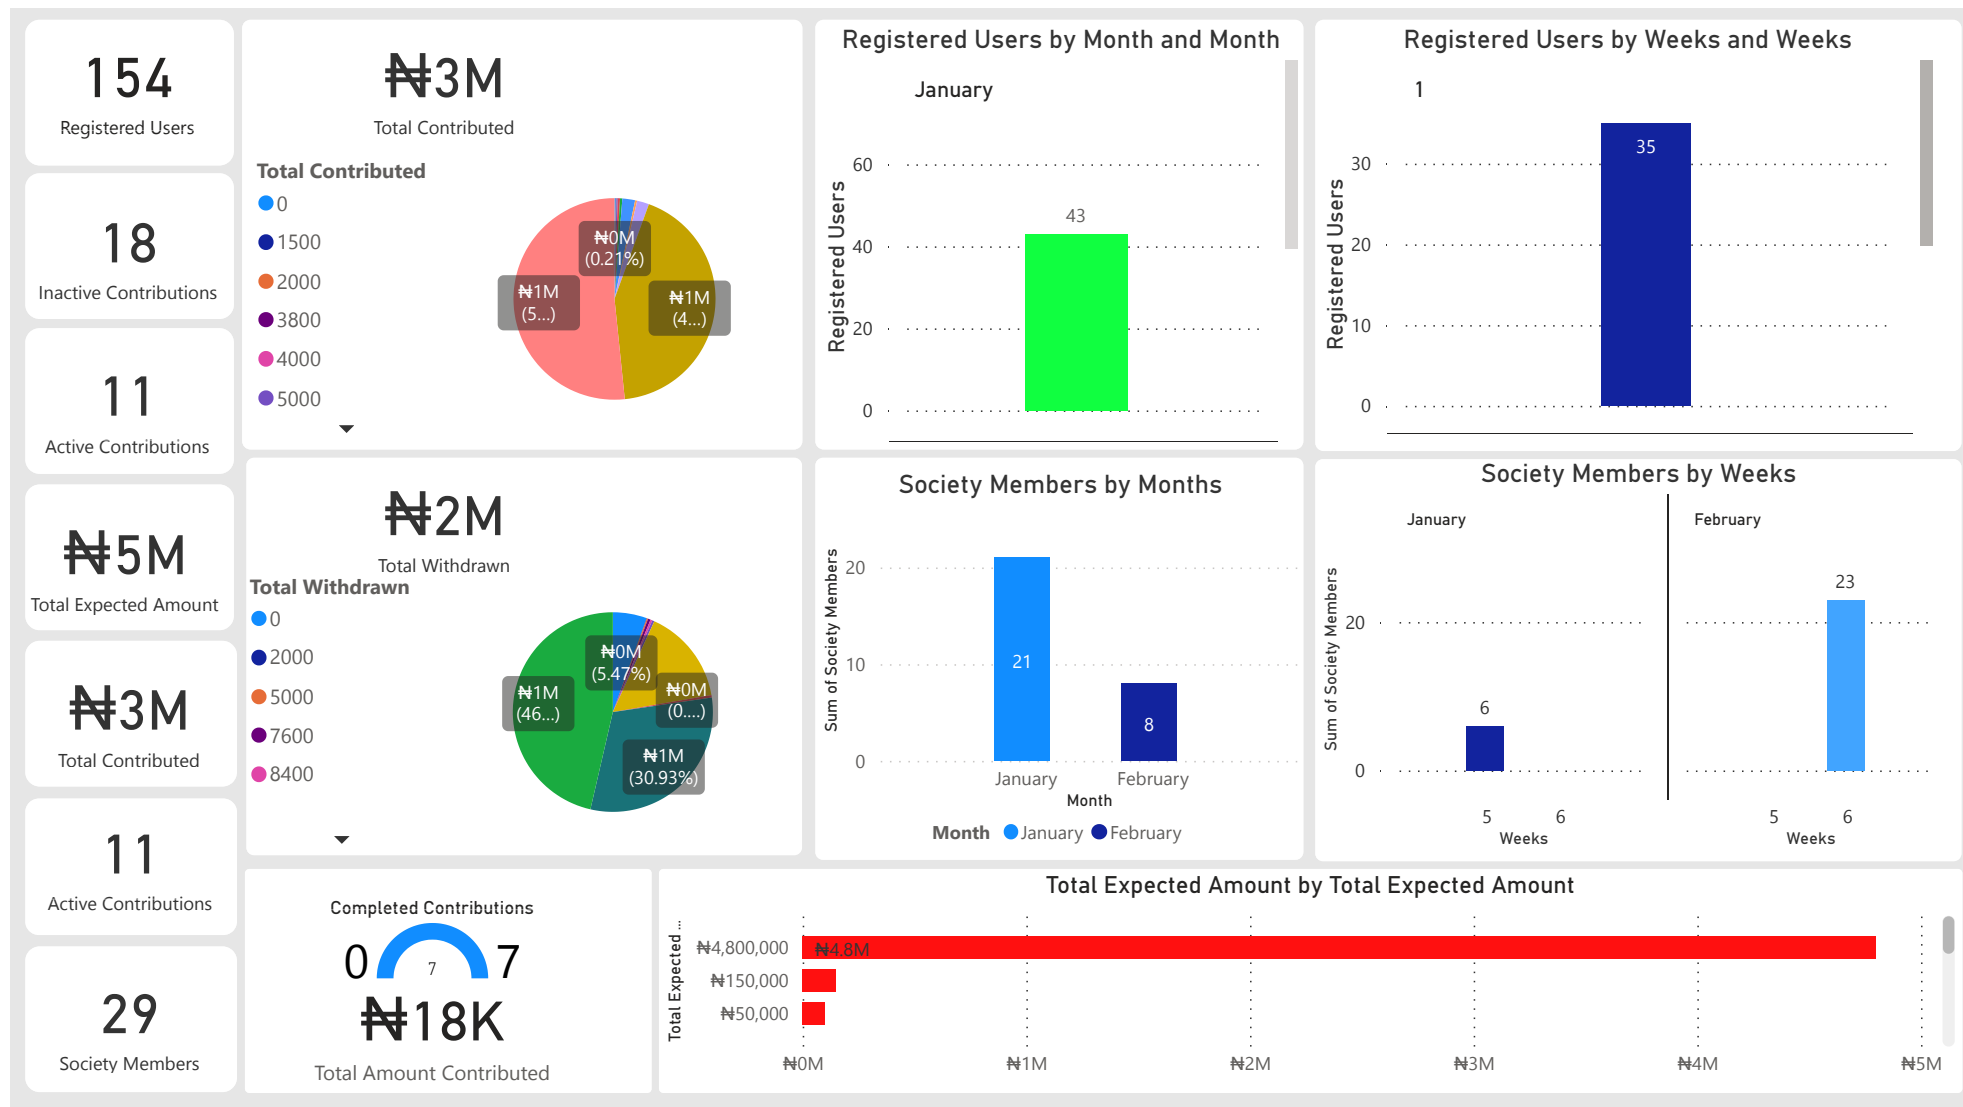 154
Registered Users
18
Inactive Contributions
11
Active Contributions
₦5M
Total Expected Amount
₦3M
Total Contributed
11
Active Contributions
29
Society Members
₦3M
Total Contributed
Total Contributed
0
1500
2000
3800
4000
5000
₦0M
(0.21%)
₦1M
(5...)
₦1M
(4...)
Registered Users by Month and Month
January
Registered Users
60
40
20
0
43
Registered Users by Weeks and Weeks
1
Registered Users
30
20
10
0
35
₦2M
Total Withdrawn
Total Withdrawn
0
2000
5000
7600
8400
₦0M
(5.47%)
₦1M
(46...)
₦0M
(0....)
₦1M
(30.93%)
Society Members by Months
Sum of Society Members
20
10
0
21
8
January February
Month
Month January February
Society Members by Weeks
January February
Sum of Society Members
20
0
6
23
5 6 5 6
Weeks Weeks
Completed Contributions
0 7 7
₦18K
Total Amount Contributed
Total Expected Amount by Total Expected Amount
Total Expected ...
₦4,800,000 ₦4.8M
₦150,000
₦50,000
₦0M ₦1M ₦2M ₦3M ₦4M ₦5M